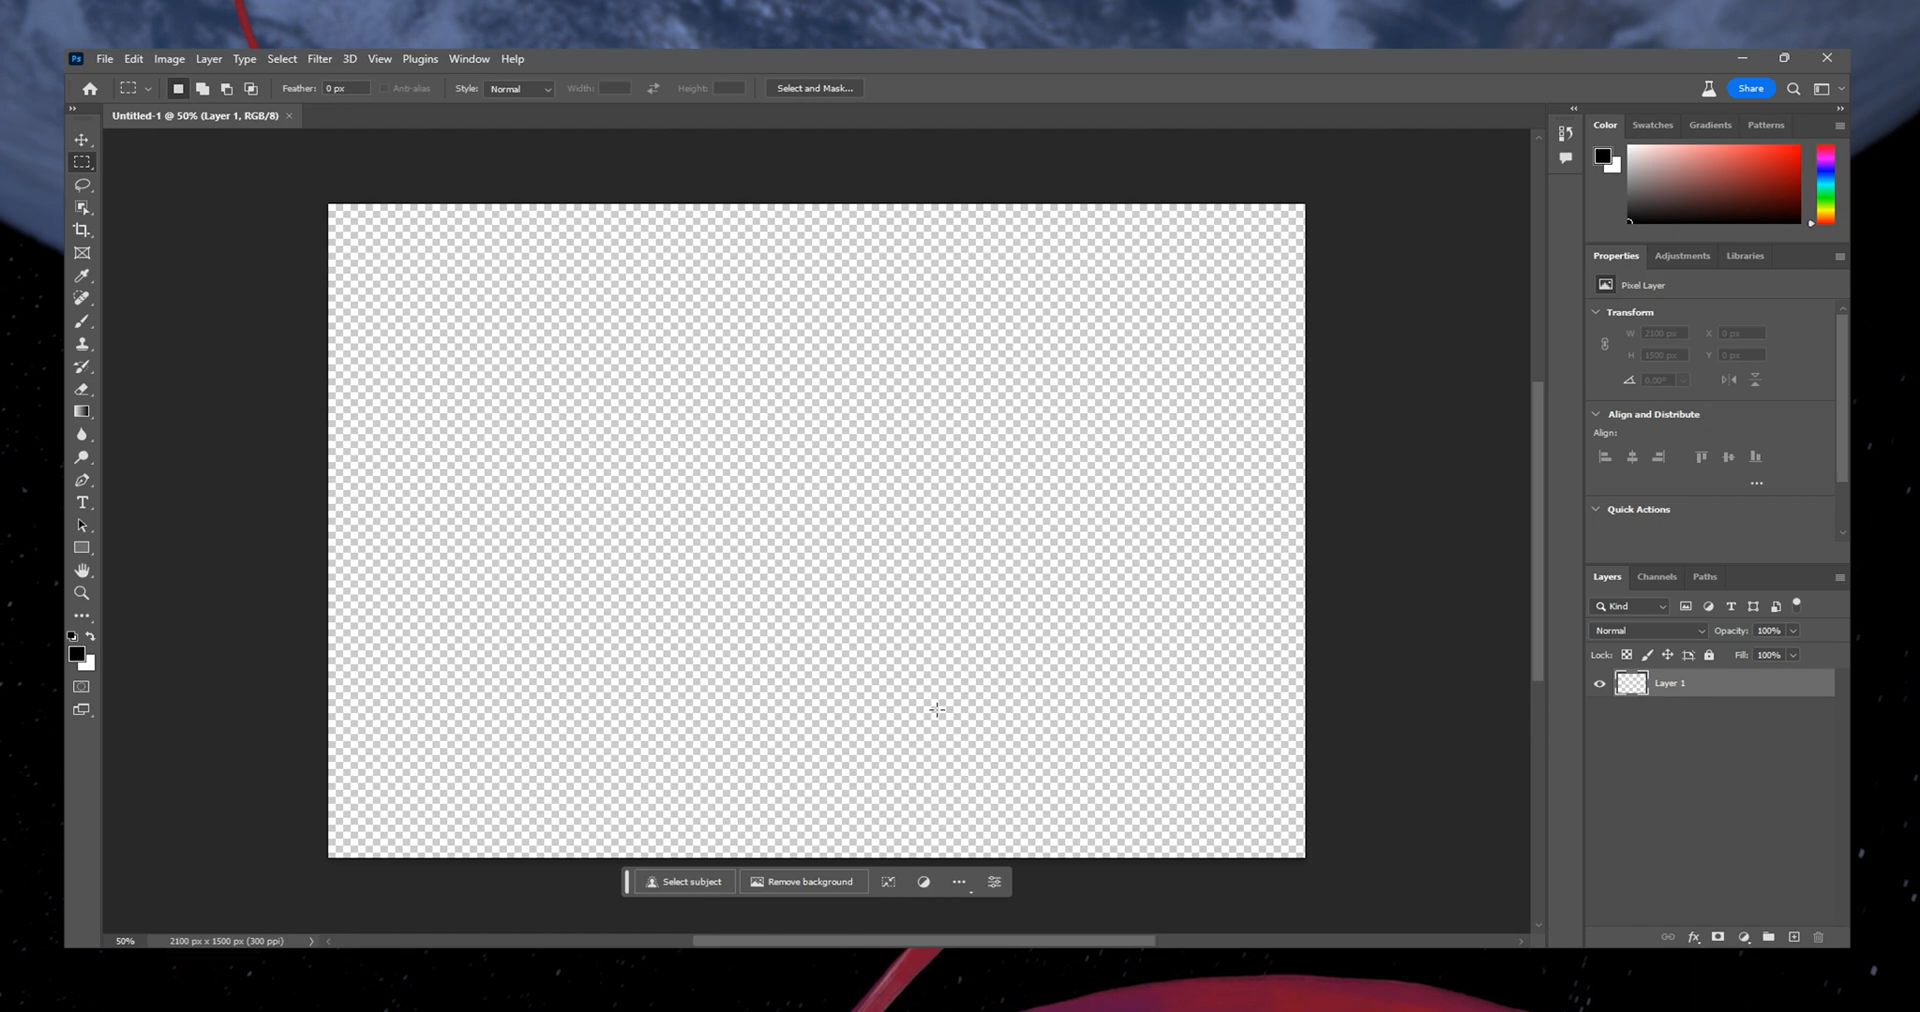 Ps File Edit Image Layer Type Select Filter 3D View Plugins Window Help
Feather: 0 px Anti-alias Style: Normal Width: Height: Select and Mask... Share
Untitled-1 @ 50% (Layer 1, RGB/8)
Color Swatches Gradients Patterns
Properties Adjustments Libraries
Pixel Layer
Transform
W 2100 px X 0 px
H 1500 px Y 0 px
0.00°
Align and Distribute
Align:
Quick Actions
Layers Channels Paths
Kind
Normal Opacity: 100%
Lock: Fill: 100%
Layer 1
Select subject Remove background
50% 2100 px x 1500 px (300 ppi)